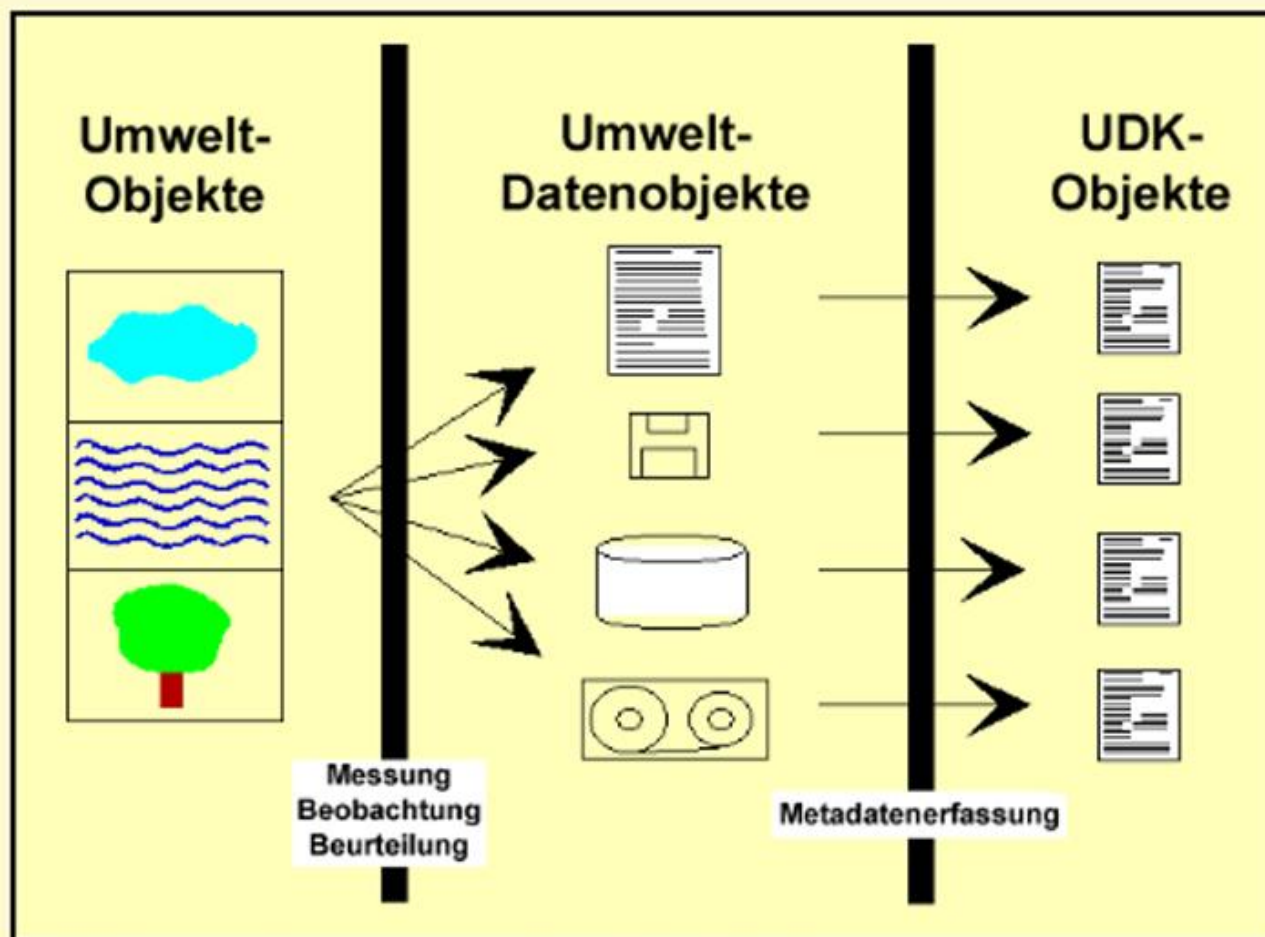 Umwelt-
Objekte
Umwelt-
Datenobjekte
UDK-
Objekte
Messung
Beobachtung
Beurteilung
Metadatenerfassung